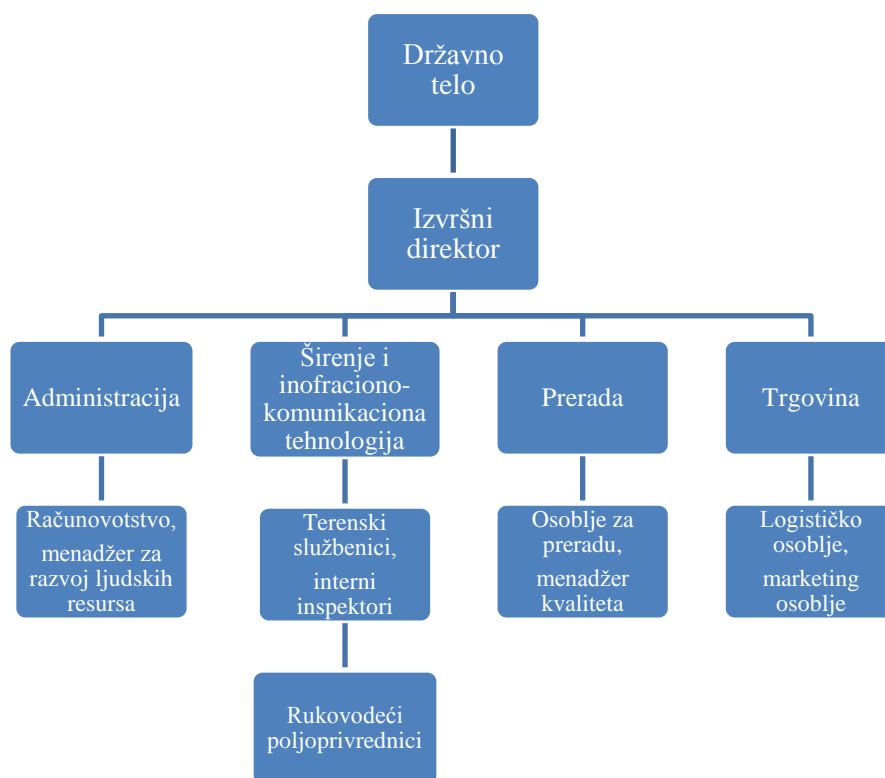 Državno
telo
Izvršni
direktor
Administracija
Širenje i
inofraciono-
komunikaciona
tehnologija
Prerada
Trgovina
Računovotstvo,
menadžer za
razvoj ljudskih
resursa
Terenski
službenici,
interni
inspektori
Osoblje za
preradu,
menadžer
kvaliteta
Logističko
osoblje,
marketing
osoblje
Rukovodeći
poljoprivrednici